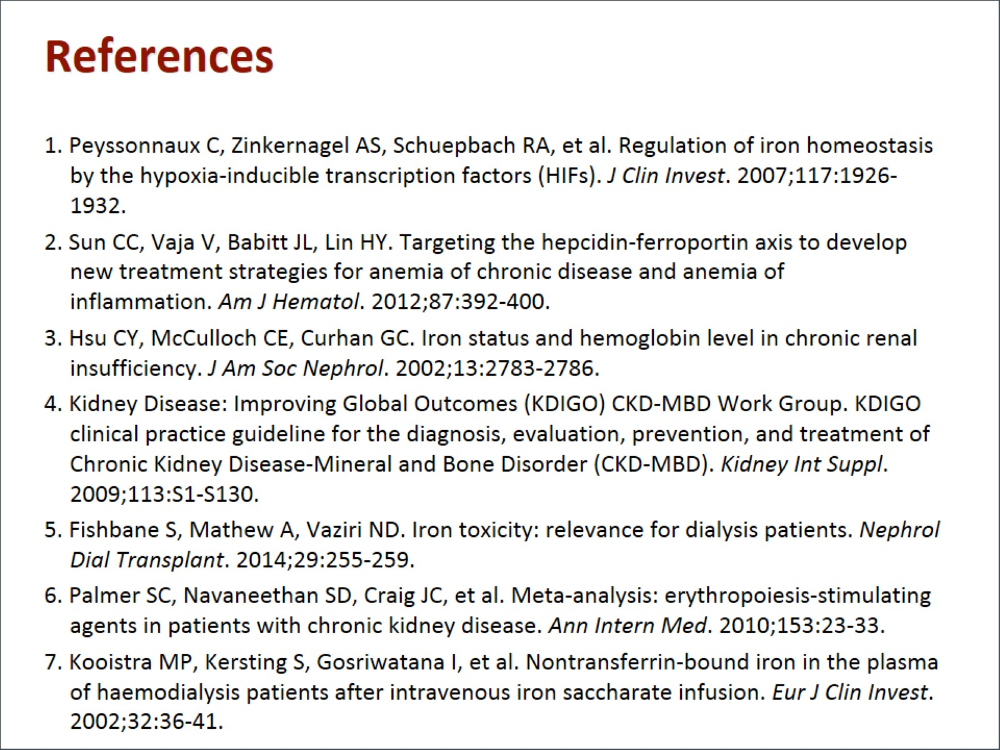 References
1. Peyssonnaux C, Zinkernagel AS, Schuepbach RA, et al. Regulation of iron homeostasis
by the hypoxia-inducible transcription factors (HIFs). J Clin Invest. 2007;117:1926-
1932.
2. Sun CC, Vaja V, Babitt JL, Lin HY. Targeting the hepcidin-ferroportin axis to develop
new treatment strategies for anemia of chronic disease and anemia of
inflammation. Am J Hematol. 2012;87:392-400.
3. Hsu CY, McCulloch CE, Curhan GC. Iron status and hemoglobin level in chronic renal
insufficiency. J Am Soc Nephrol. 2002;13:2783-2786.
4. Kidney Disease: Improving Global Outcomes (KDIGO) CKD-MBD Work Group. KDIGO
clinical practice guideline for the diagnosis, evaluation, prevention, and treatment of
Chronic Kidney Disease-Mineral and Bone Disorder (CKD-MBD). Kidney Int Suppl.
2009;113:S1-S130.
5. Fishbane S, Mathew A, Vaziri ND. Iron toxicity: relevance for dialysis patients. Nephrol
Dial Transplant. 2014;29:255-259.
6. Palmer SC, Navaneethan SD, Craig JC, et al. Meta-analysis: erythropoiesis-stimulating
agents in patients with chronic kidney disease. Ann Intern Med. 2010;153:23-33.
7. Kooistra MP, Kersting S, Gosriwatana I, et al. Nontransferrin-bound iron in the plasma
of haemodialysis patients after intravenous iron saccharate infusion. Eur J Clin Invest.
2002;32:36-41.